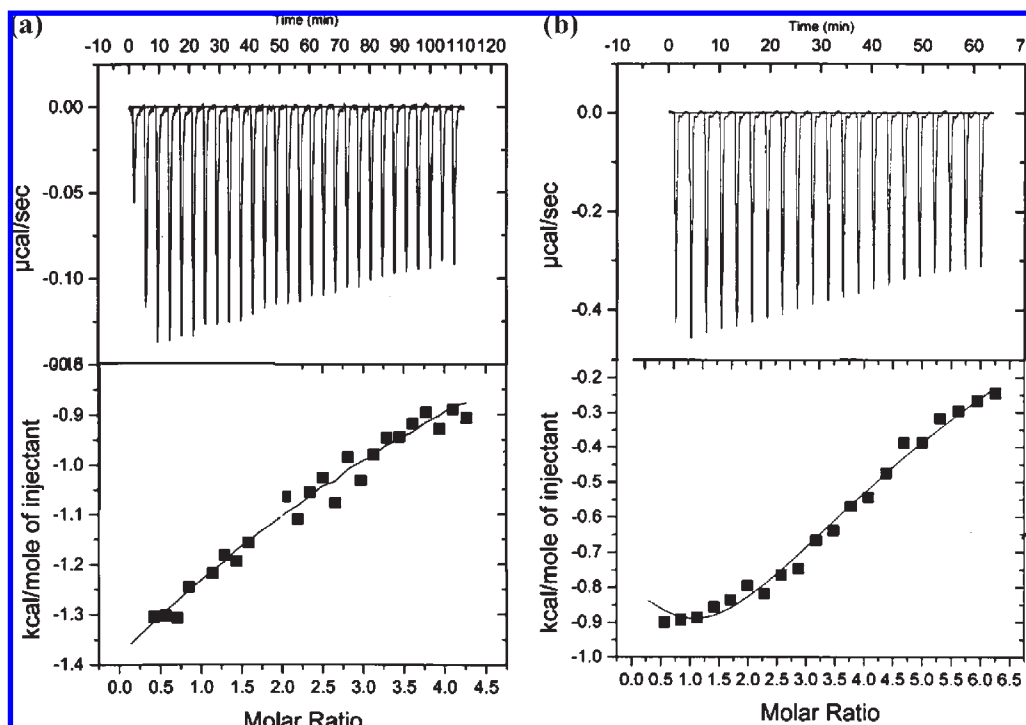 (a)
Time (min)
-10 0 10 20 30 40 50 60 70 80 90 100 110 120
0.00
-0.05
-0.10
µcal/sec
-0.9
-1.0
-1.1
-1.2
-1.3
-1.4
kcal/mole of injectant
0.0 0.5 1.0 1.5 2.0 2.5 3.0 3.5 4.0 4.5
Molar Ratio
(b)
Time (min)
-10 0 10 20 30 40 50 60 70
0.0
-0.2
-0.4
µcal/sec
-0.2
-0.3
-0.4
-0.5
-0.6
-0.7
-0.8
-0.9
-1.0
kcal/mole of injectant
0.0 0.5 1.0 1.5 2.0 2.5 3.0 3.5 4.0 4.5 5.0 5.5 6.0 6.5
Molar Ratio